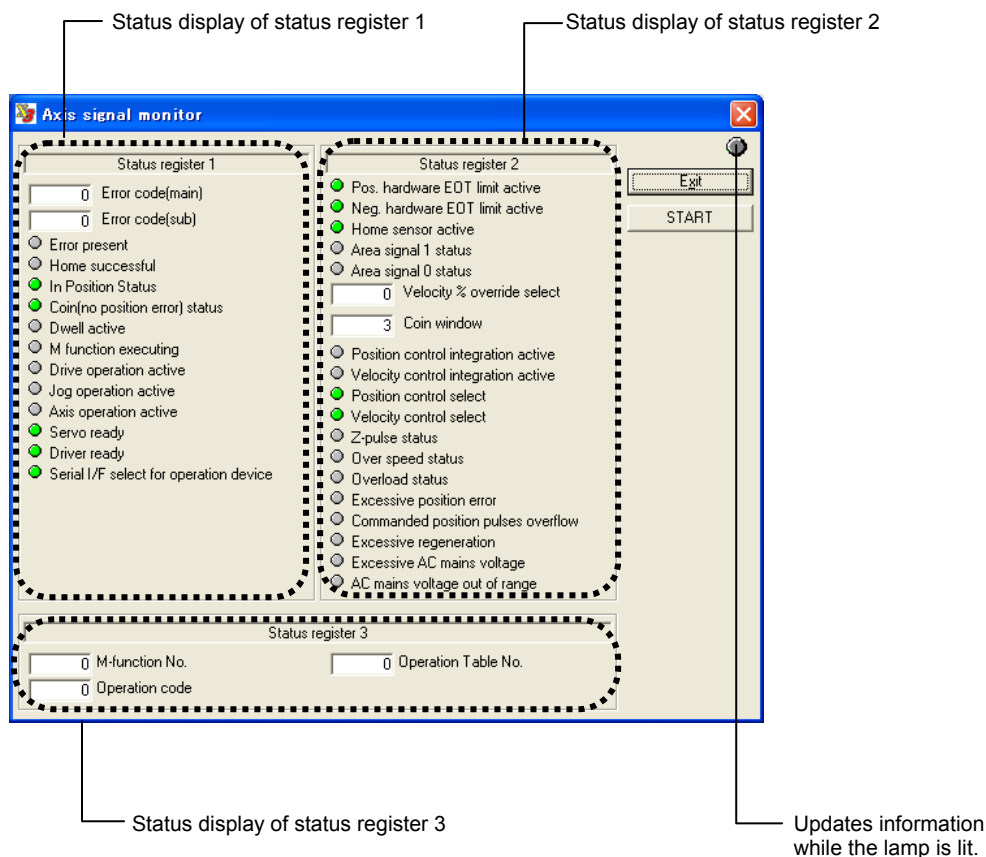 Status display of status register 1
Status display of status register 2
Axis signal monitor
Status register 1
0 Error code(main)
0 Error code(sub)
Error present
Home successful
In Position Status
Coin(no position error) status
Dwell active
M function executing
Drive operation active
Jog operation active
Axis operation active
Servo ready
Driver ready
Serial I/F select for operation device
Status register 2
Pos. hardware EOT limit active
Neg. hardware EOT limit active
Home sensor active
Area signal 1 status
Area signal 0 status
0 Velocity % override select
3 Coin window
Position control integration active
Velocity control integration active
Position control select
Velocity control select
Z-pulse status
Over speed status
Overload status
Excessive position error
Commanded position pulses overflow
Excessive regeneration
Excessive AC mains voltage
AC mains voltage out of range
Exit
START
Status register 3
0 M-function No.
0 Operation Table No.
0 Operation code
Status display of status register 3
Updates information
while the lamp is lit.